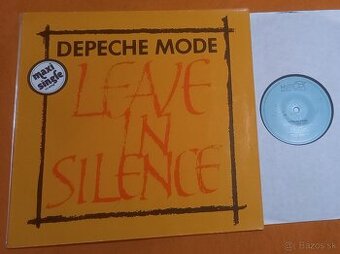 DEPECHE MODE
maxi
single
LEAVE
IN
SILENCE
Bazos.sk